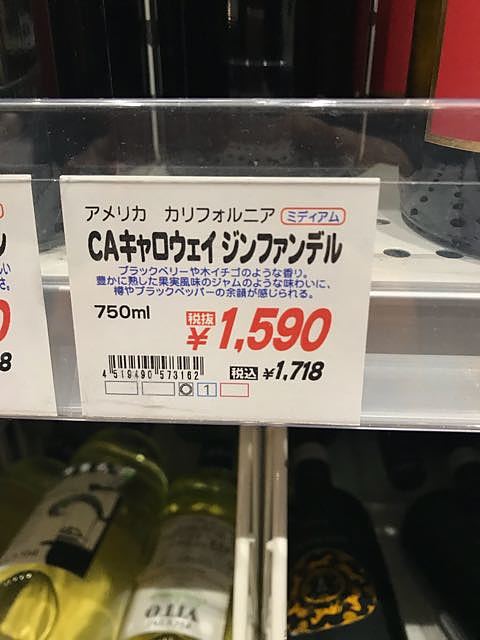 アメリカ カリフォルニア ミディアム
CAキャロウェイ ジンファンデル
ブラックベリーや木イチゴのような香り。
豊かに熟した果実風味のジャムのような味わいに、
樽やブラックペッパーの余韻が感じられる。
750ml 税抜 ¥1,590
4 519490 573162
税込 ¥1,718
1
VITO